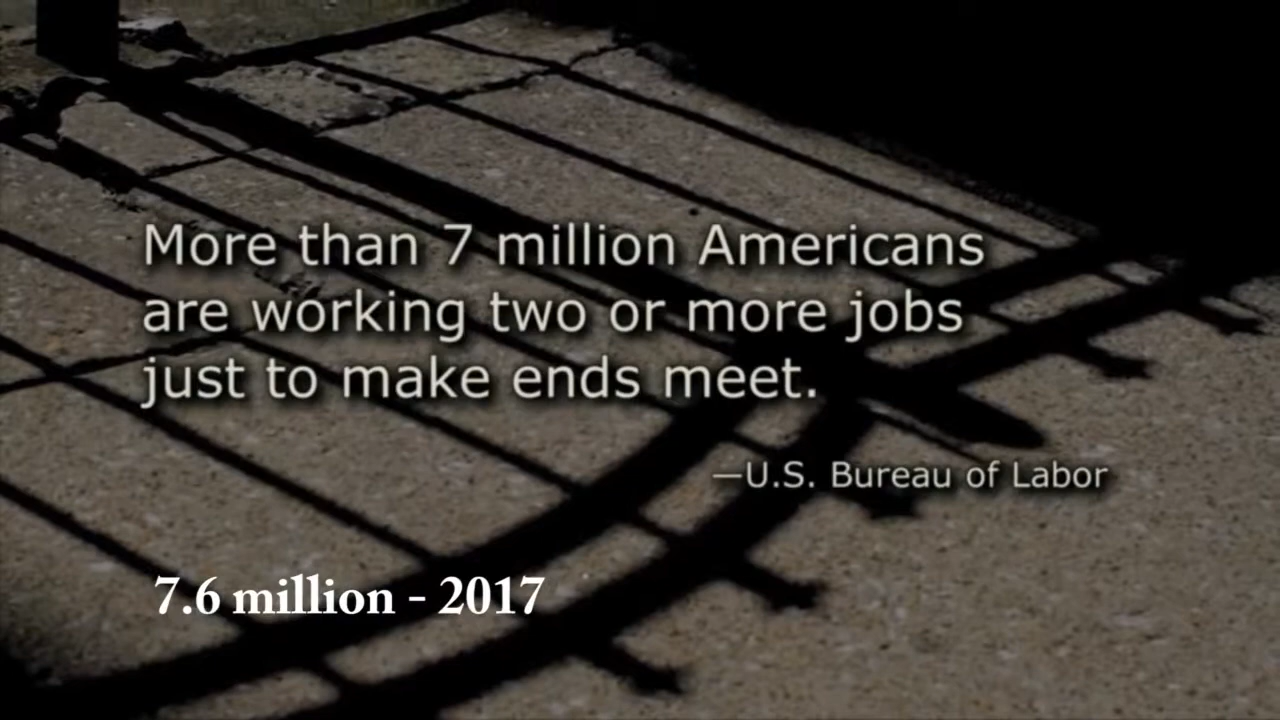 More than 7 million Americans
are working two or more jobs
just to make ends meet.
—U.S. Bureau of Labor
7.6 million - 2017